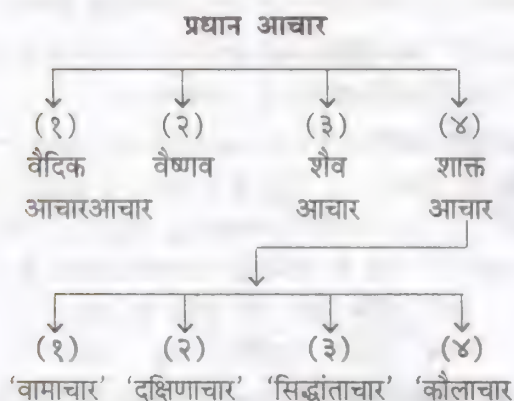 प्रधान आचार
(१) (२) (३) (४)
वैदिक वैष्णव शैव शाक्त
आचारआचार आचार आचार
(१) (२) (३) (४)
'वामाचार' 'दक्षिणाचार' 'सिद्धांताचार' 'कौलाचार'